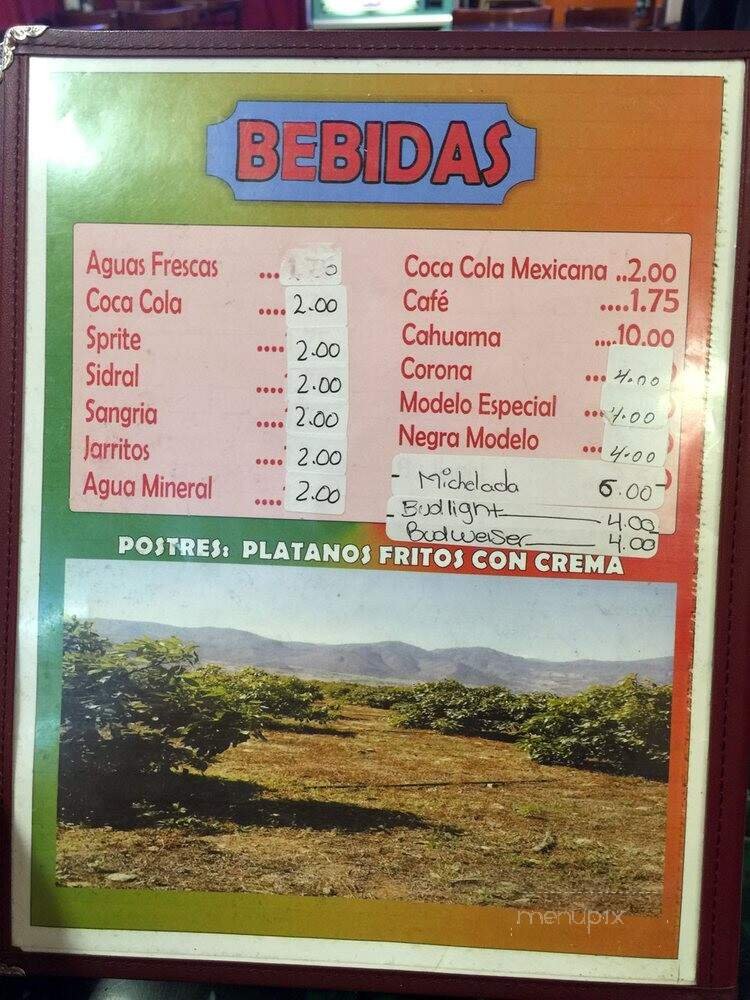 BEBIDAS
Aguas Frescas ....
Coca Cola .... 2.00
Sprite .... 2.00
Sidral .... 2.00
Sangria .... 2.00
Jarritos .... 2.00
Agua Mineral .... 2.00
Coca Cola Mexicana ..2.00
Café ....1.75
Cahuama ....10.00
Corona ... 4.00
Modelo Especial ... 4.00
Negra Modelo ... 4.00
Michelada 6.00
Budlight 4.00
Budweiser 4.00
POSTRES: PLATANOS FRITOS CON CREMA
menupix